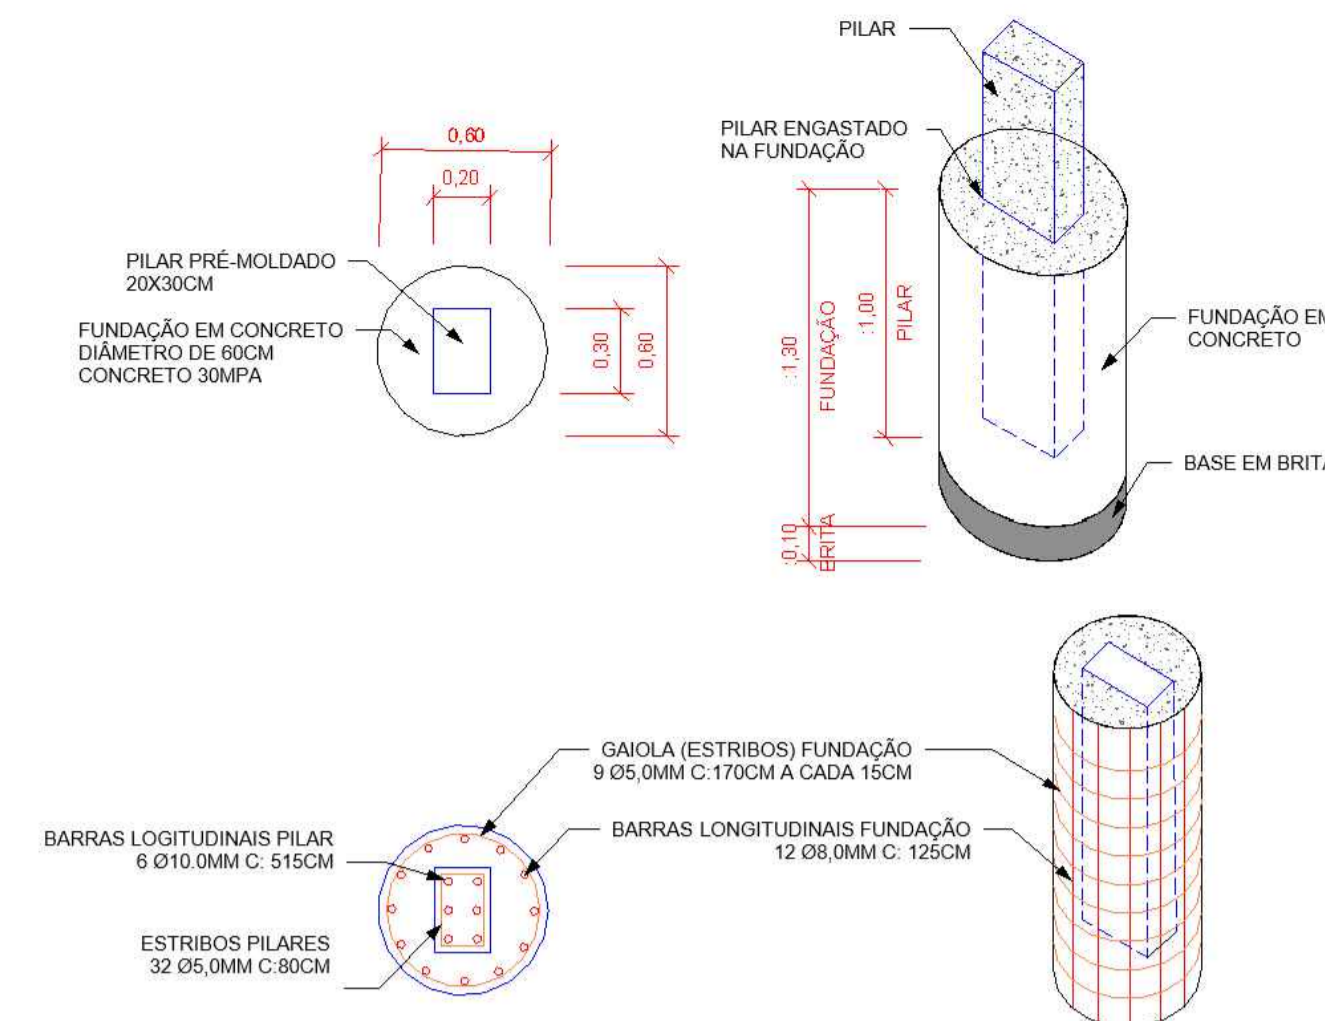 PILAR
PILAR ENGASTADO
NA FUNDAÇÃO
0,60
0,20
PILAR PRÉ-MOLDADO
20X30CM
FUNDAÇÃO EM CONCRETO
DIÂMETRO DE 60CM
CONCRETO 30MPA
0,30
0,60
:1,30
FUNDAÇÃO
:1,00
PILAR
:0,10
BRITA
FUNDAÇÃO EM
CONCRETO
BASE EM BRITA
GAIOLA (ESTRIBOS) FUNDAÇÃO
9 Ø5,0MM C:170CM A CADA 15CM
BARRAS LOGITUDINAIS PILAR
6 Ø10.0MM C: 515CM
BARRAS LONGITUDINAIS FUNDAÇÃO
12 Ø8,0MM C: 125CM
ESTRIBOS PILARES
32 Ø5,0MM C:80CM